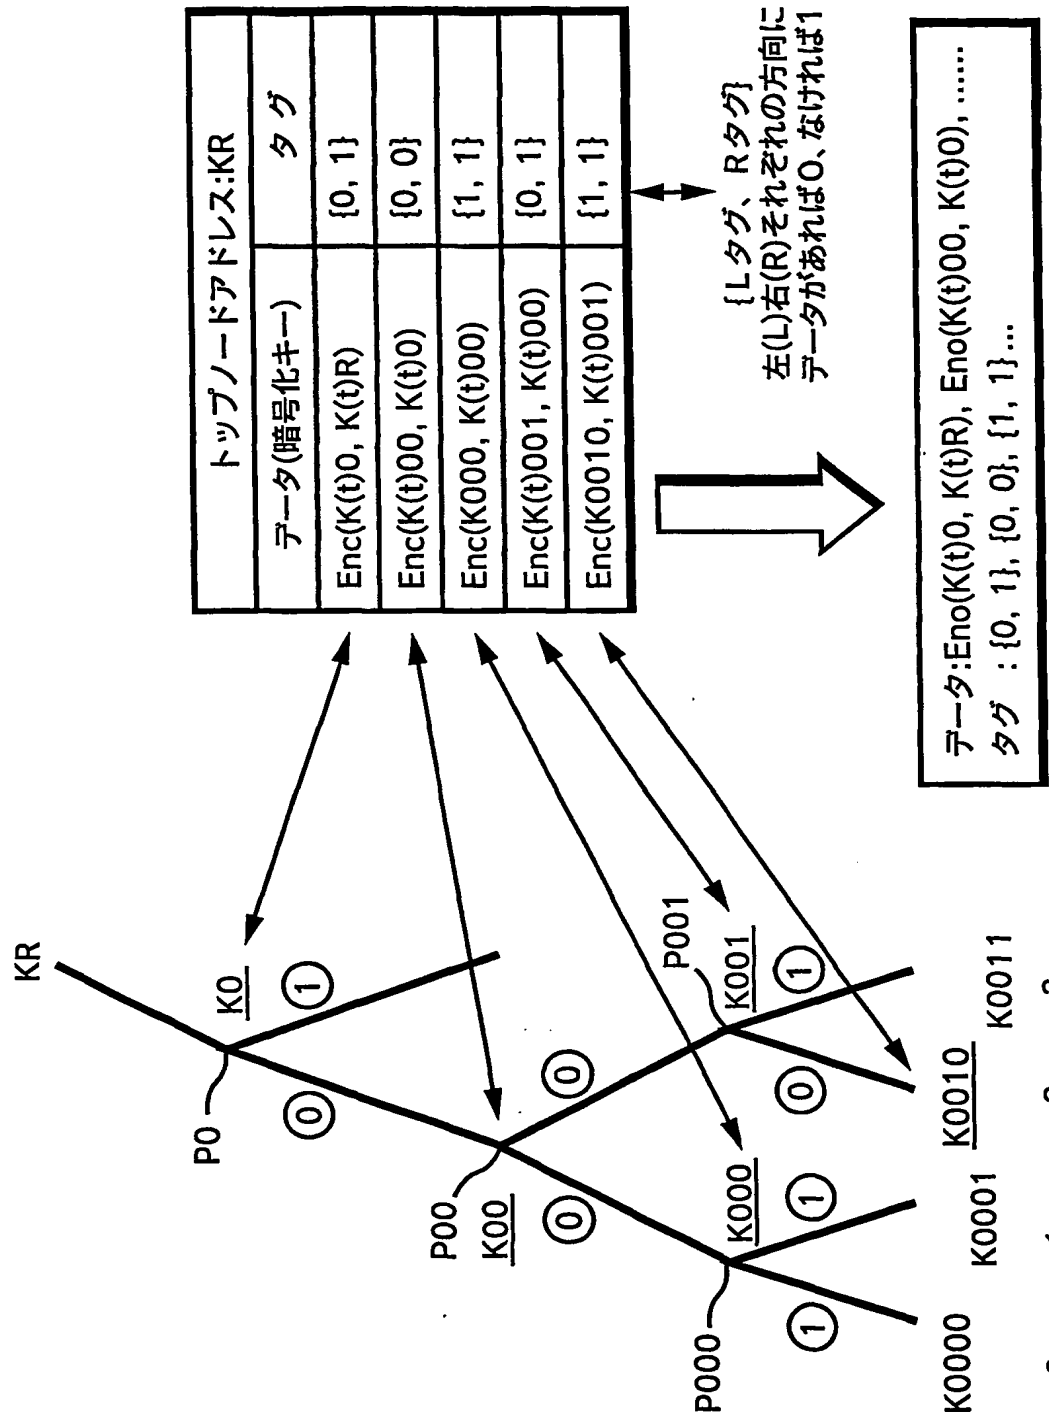 KR
P0
K0
0
1
P00
K00
0
0
P000
K000
1
1
P001
K001
0
1
K0000
K0001
K0010
K0011
トップノードアドレス:KR
データ(暗号化キー)
タグ
Enc(K(t)0, K(t)R)
{0, 1}
Enc(K(t)00, K(t)0)
{0, 0}
Enc(K000, K(t)00)
{1, 1}
Enc(K(t)001, K(t)00)
{0, 1}
Enc(K0010, K(t)001)
{1, 1}
{Lタグ、Rタグ}
左(L)右(R)それぞれの方向に
データがあれば0、なければ1
データ:Eno(K(t)0, K(t)R), Eno(K(t)00, K(t)0), ......
タグ : {0, 1}, {0, 0}, {1, 1}...